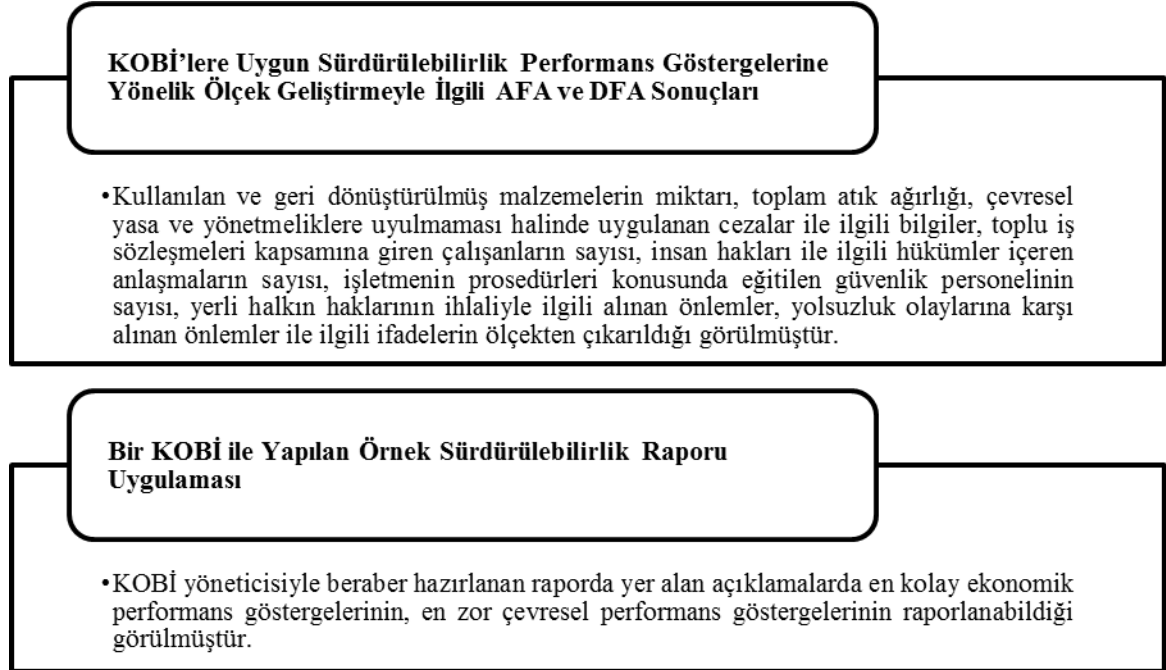 KOBİ’lere Uygun Sürdürülebilirlik Performans Göstergelerine
Yönelik Ölçek Geliştirmeyle İlgili AFA ve DFA Sonuçları
•Kullanılan ve geri dönüştürülmüş malzemelerin miktarı, toplam atık ağırlığı, çevresel
yasa ve yönetmeliklere uyulmaması halinde uygulanan cezalar ile ilgili bilgiler, toplu iş
sözleşmeleri kapsamına giren çalışanların sayısı, insan hakları ile ilgili hükümler içeren
anlaşmaların sayısı, işletmenin prosedürleri konusunda eğitilen güvenlik personelinin
sayısı, yerli halkın haklarının ihlaliyle ilgili alınan önlemler, yolsuzluk olaylarına karşı
alınan önlemler ile ilgili ifadelerin ölçekten çıkarıldığı görülmüştür.
Bir KOBİ ile Yapılan Örnek Sürdürülebilirlik Raporu
Uygulaması
•KOBİ yöneticisiyle beraber hazırlanan raporda yer alan açıklamalarda en kolay ekonomik
performans göstergelerinin, en zor çevresel performans göstergelerinin raporlanabildiği
görülmüştür.